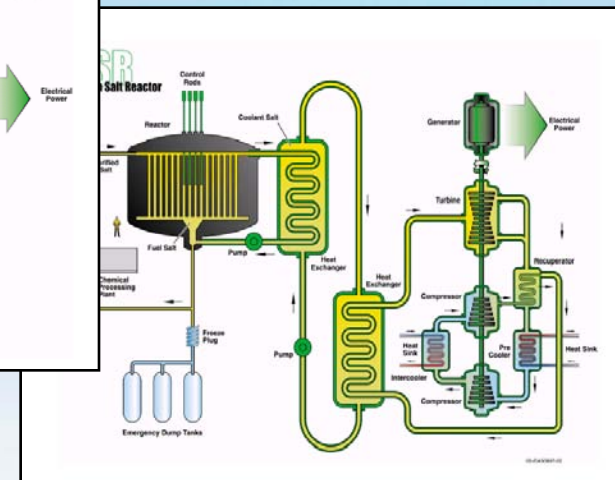 Electrical
Power
SR
Salt Reactor
Control
Rods
Reactor
Coolant Salt
Generator
Electrical
Power
Turbine
Salt
Fuel Salt
Pump
Heat
Exchanger
Heat
Exchanger
Recuperator
Chemical
Processing
Plant
Compressor
Freeze
Plug
Pump
Heat
Sink
Pre
Cooler
Heat Sink
Intercooler
Compressor
Emergency Dump Tanks